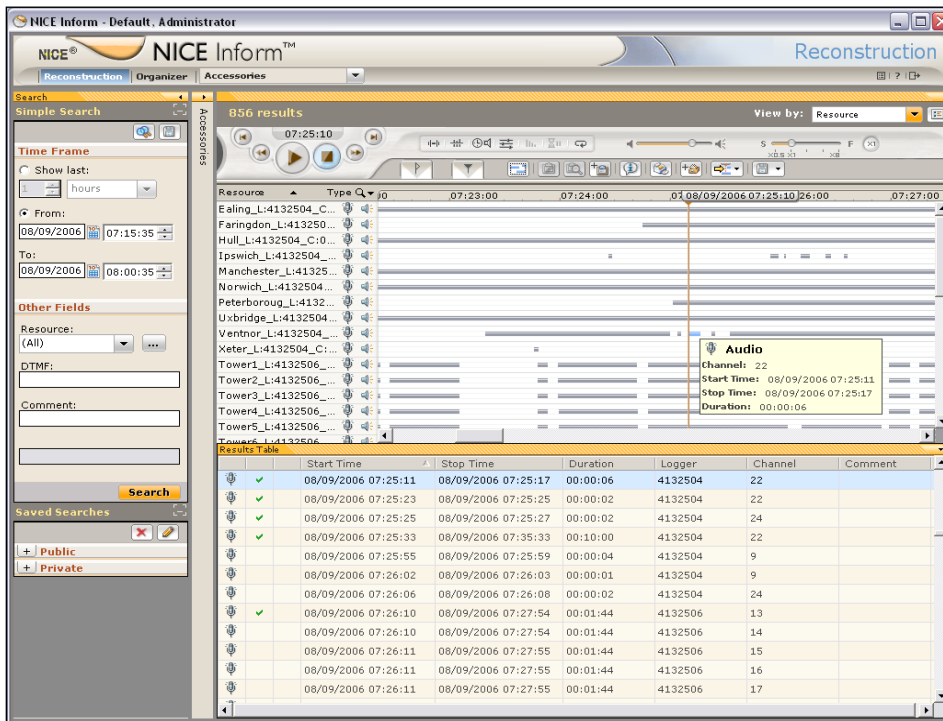 NICE Inform - Default, Administrator
NICE® NICE Inform™ Reconstruction
Reconstruction Organizer Accessories
Search
Simple Search
Time Frame
Show last:
1 hours
From:
08/09/2006 07:15:35
To:
08/09/2006 08:00:35
Other Fields
Resource:
(All) ...
DTMF:
Comment:
Search
Saved Searches
+ Public
+ Private
Accessories
856 results View by: Resource
07:25:10
S F X1
X0.5 X1 X8
Resource Type 07:23:00 07:24:00 08/09/2006 07:25:10 26:00 07:27:00
Ealing_L:4132504_C...
Faringdon_L:413250...
Hull_L:4132504_C:0...
Ipswich_L:4132504_...
Manchester_L:41325...
Norwich_L:4132504_...
Peterboroug_L:4132...
Uxbridge_L:4132504_...
Ventnor_L:4132504_...
Xeter_L:4132504_C:...
Tower1_L:4132506_...
Tower2_L:4132506_...
Tower3_L:4132506_...
Tower4_L:4132506_...
Tower5_L:4132506_...
Tower6_L:4132506
Audio
Channel: 22
Start Time: 08/09/2006 07:25:11
Stop Time: 08/09/2006 07:25:17
Duration: 00:00:06
Results Table
Start Time Stop Time Duration Logger Channel Comment
08/09/2006 07:25:11 08/09/2006 07:25:17 00:00:06 4132504 22
08/09/2006 07:25:23 08/09/2006 07:25:25 00:00:02 4132504 22
08/09/2006 07:25:25 08/09/2006 07:25:27 00:00:02 4132504 24
08/09/2006 07:25:33 08/09/2006 07:35:33 00:10:00 4132504 22
08/09/2006 07:25:55 08/09/2006 07:25:59 00:00:04 4132504 9
08/09/2006 07:26:02 08/09/2006 07:26:03 00:00:01 4132504 9
08/09/2006 07:26:06 08/09/2006 07:26:08 00:00:02 4132504 24
08/09/2006 07:26:10 08/09/2006 07:27:54 00:01:44 4132506 13
08/09/2006 07:26:10 08/09/2006 07:27:54 00:01:44 4132506 14
08/09/2006 07:26:11 08/09/2006 07:27:55 00:01:44 4132506 15
08/09/2006 07:26:11 08/09/2006 07:27:55 00:01:44 4132506 16
08/09/2006 07:26:11 08/09/2006 07:27:55 00:01:44 4132506 17